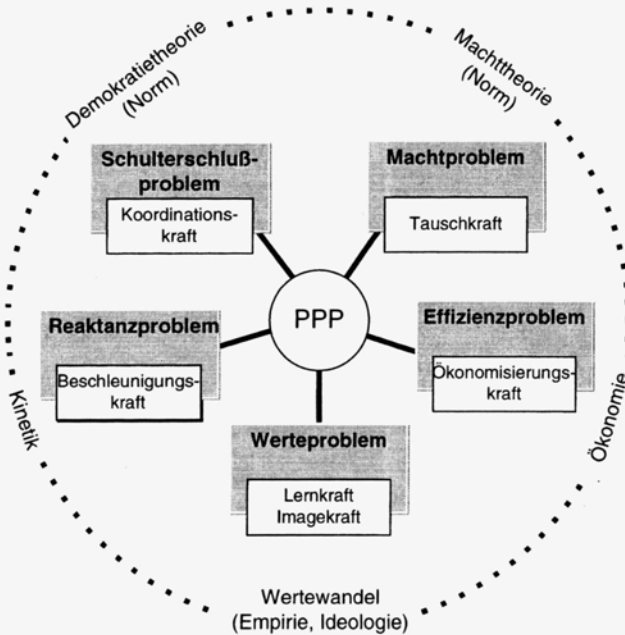 Demokratietheorie
(Norm)
Machttheorie
(Norm)
Schulterschluß-
problem
Koordinations-
kraft
Machtproblem
Tauschkraft
PPP
Reaktanzproblem
Beschleunigungs-
kraft
Effizienzproblem
Ökonomisierungs-
kraft
Kinetik
Ökonomie
Werteproblem
Lernkraft
Imagekraft
Wertewandel
(Empirie, Ideologie)